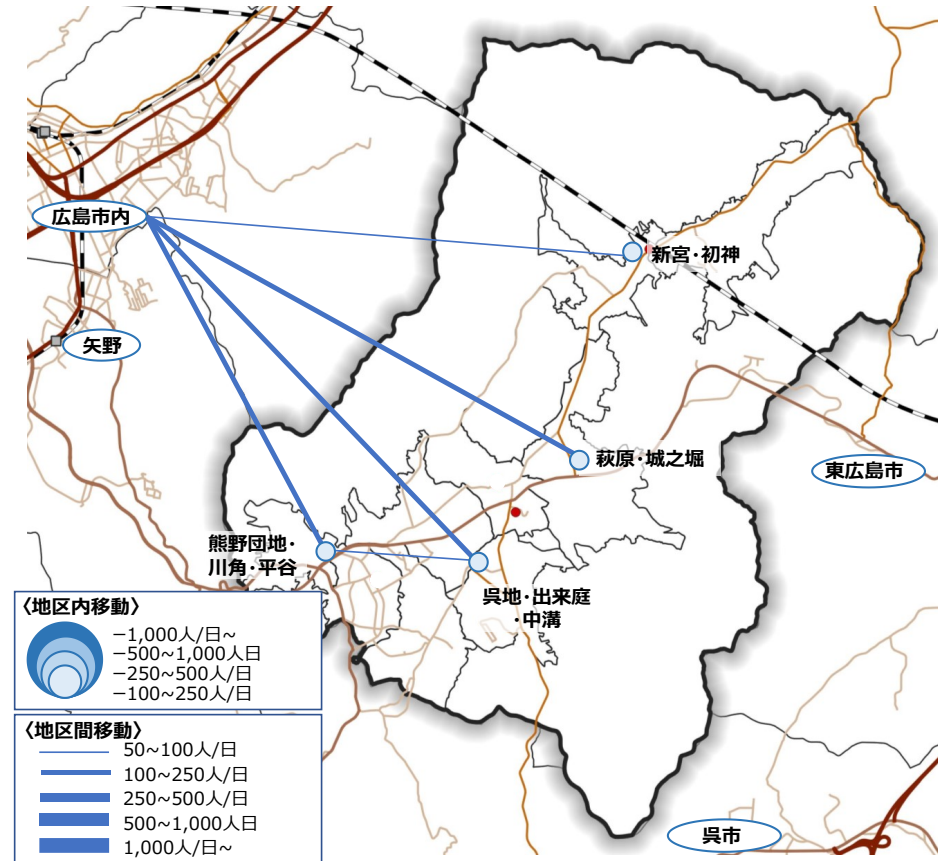 広島市内
新宮・初神
矢野
萩原・城之堀
東広島市
熊野団地・
川角・平谷
呉地・出来庭
・中溝
〈地区内移動〉
−1,000人/日~
−500~1,000人日
−250~500人/日
−100~250人/日
〈地区間移動〉
50~100人/日
100~250人/日
250~500人/日
500~1,000人日
1,000人/日~
呉市